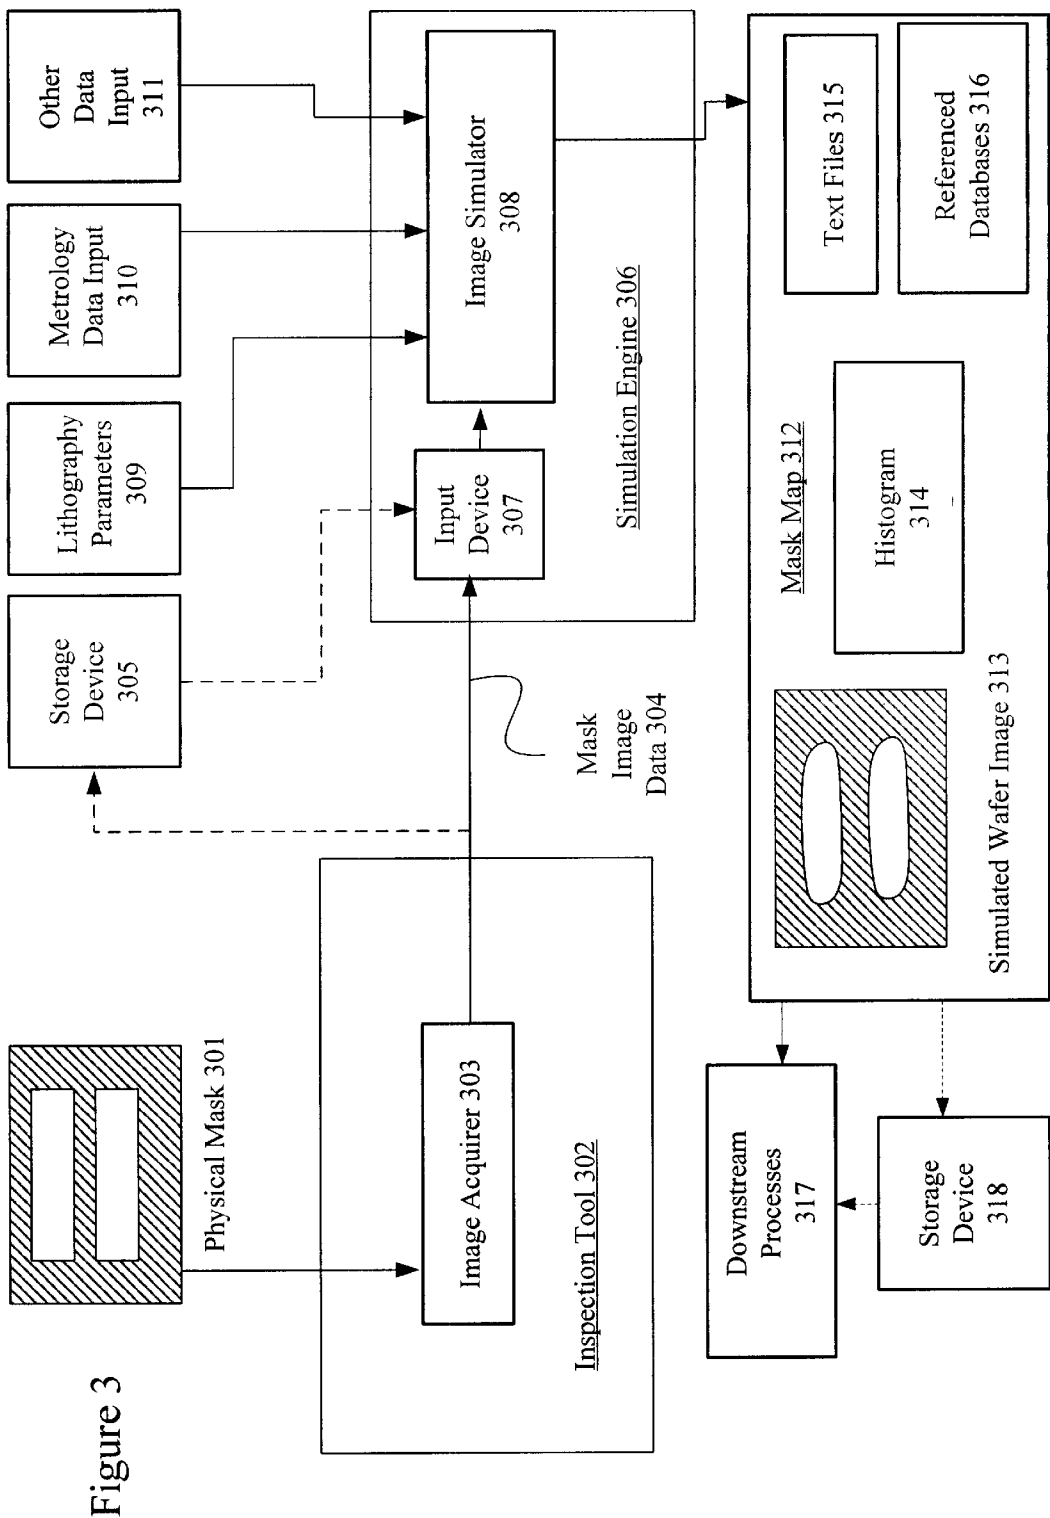 Figure 3
Physical Mask 301
Image Acquirer 303
Inspection Tool 302
Mask
Image
Data 304
Storage
Device
305
Lithography
Parameters
309
Metrology
Data Input
310
Other
Data
Input
311
Input
Device
307
Image Simulator
308
Simulation Engine 306
Mask Map 312
Simulated Wafer Image 313
Histogram
314
Text Files 315
Referenced
Databases 316
Downstream
Processes
317
Storage
Device
318